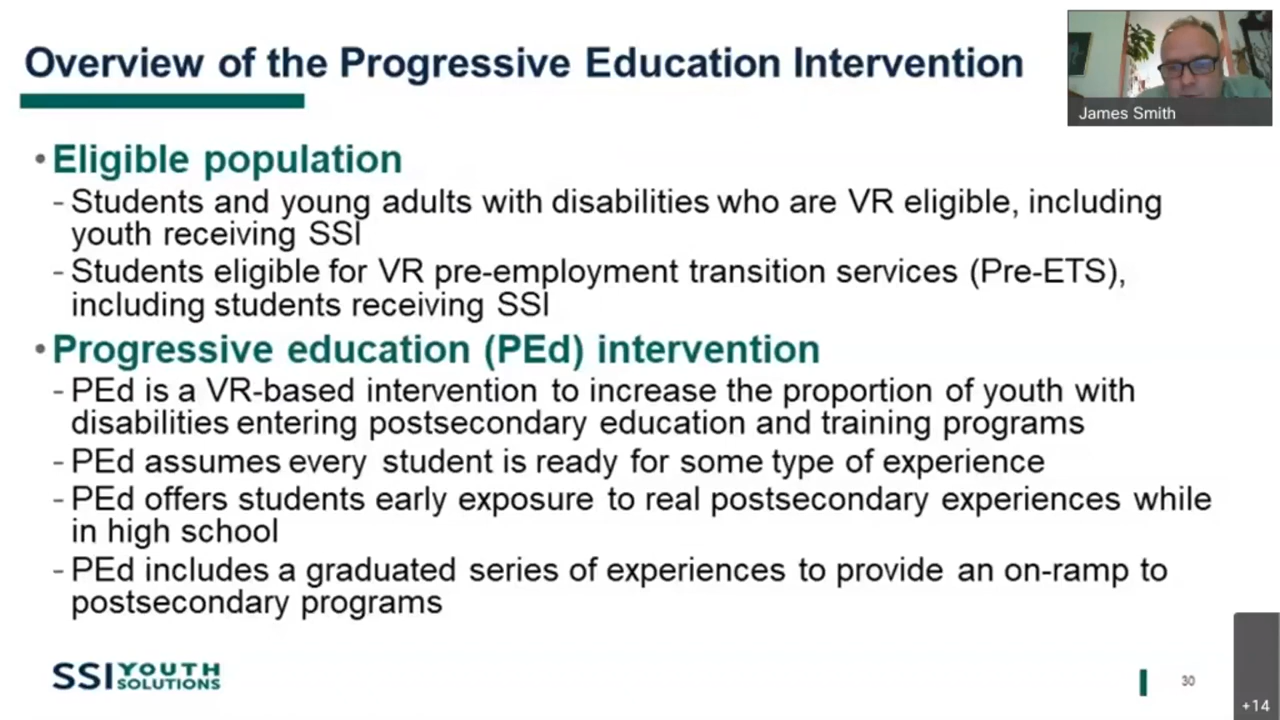 Overview of the Progressive Education Intervention
James Smith
•Eligible population
- Students and young adults with disabilities who are VR eligible, including
youth receiving SSI
- Students eligible for VR pre-employment transition services (Pre-ETS),
including students receiving SSI
•Progressive education (PEd) intervention
- PEd is a VR-based intervention to increase the proportion of youth with
disabilities entering postsecondary education and training programs
- PEd assumes every student is ready for some type of experience
- PEd offers students early exposure to real postsecondary experiences while
in high school
- PEd includes a graduated series of experiences to provide an on-ramp to
postsecondary programs
SSI YOUTH
SOLUTIONS
30
+14